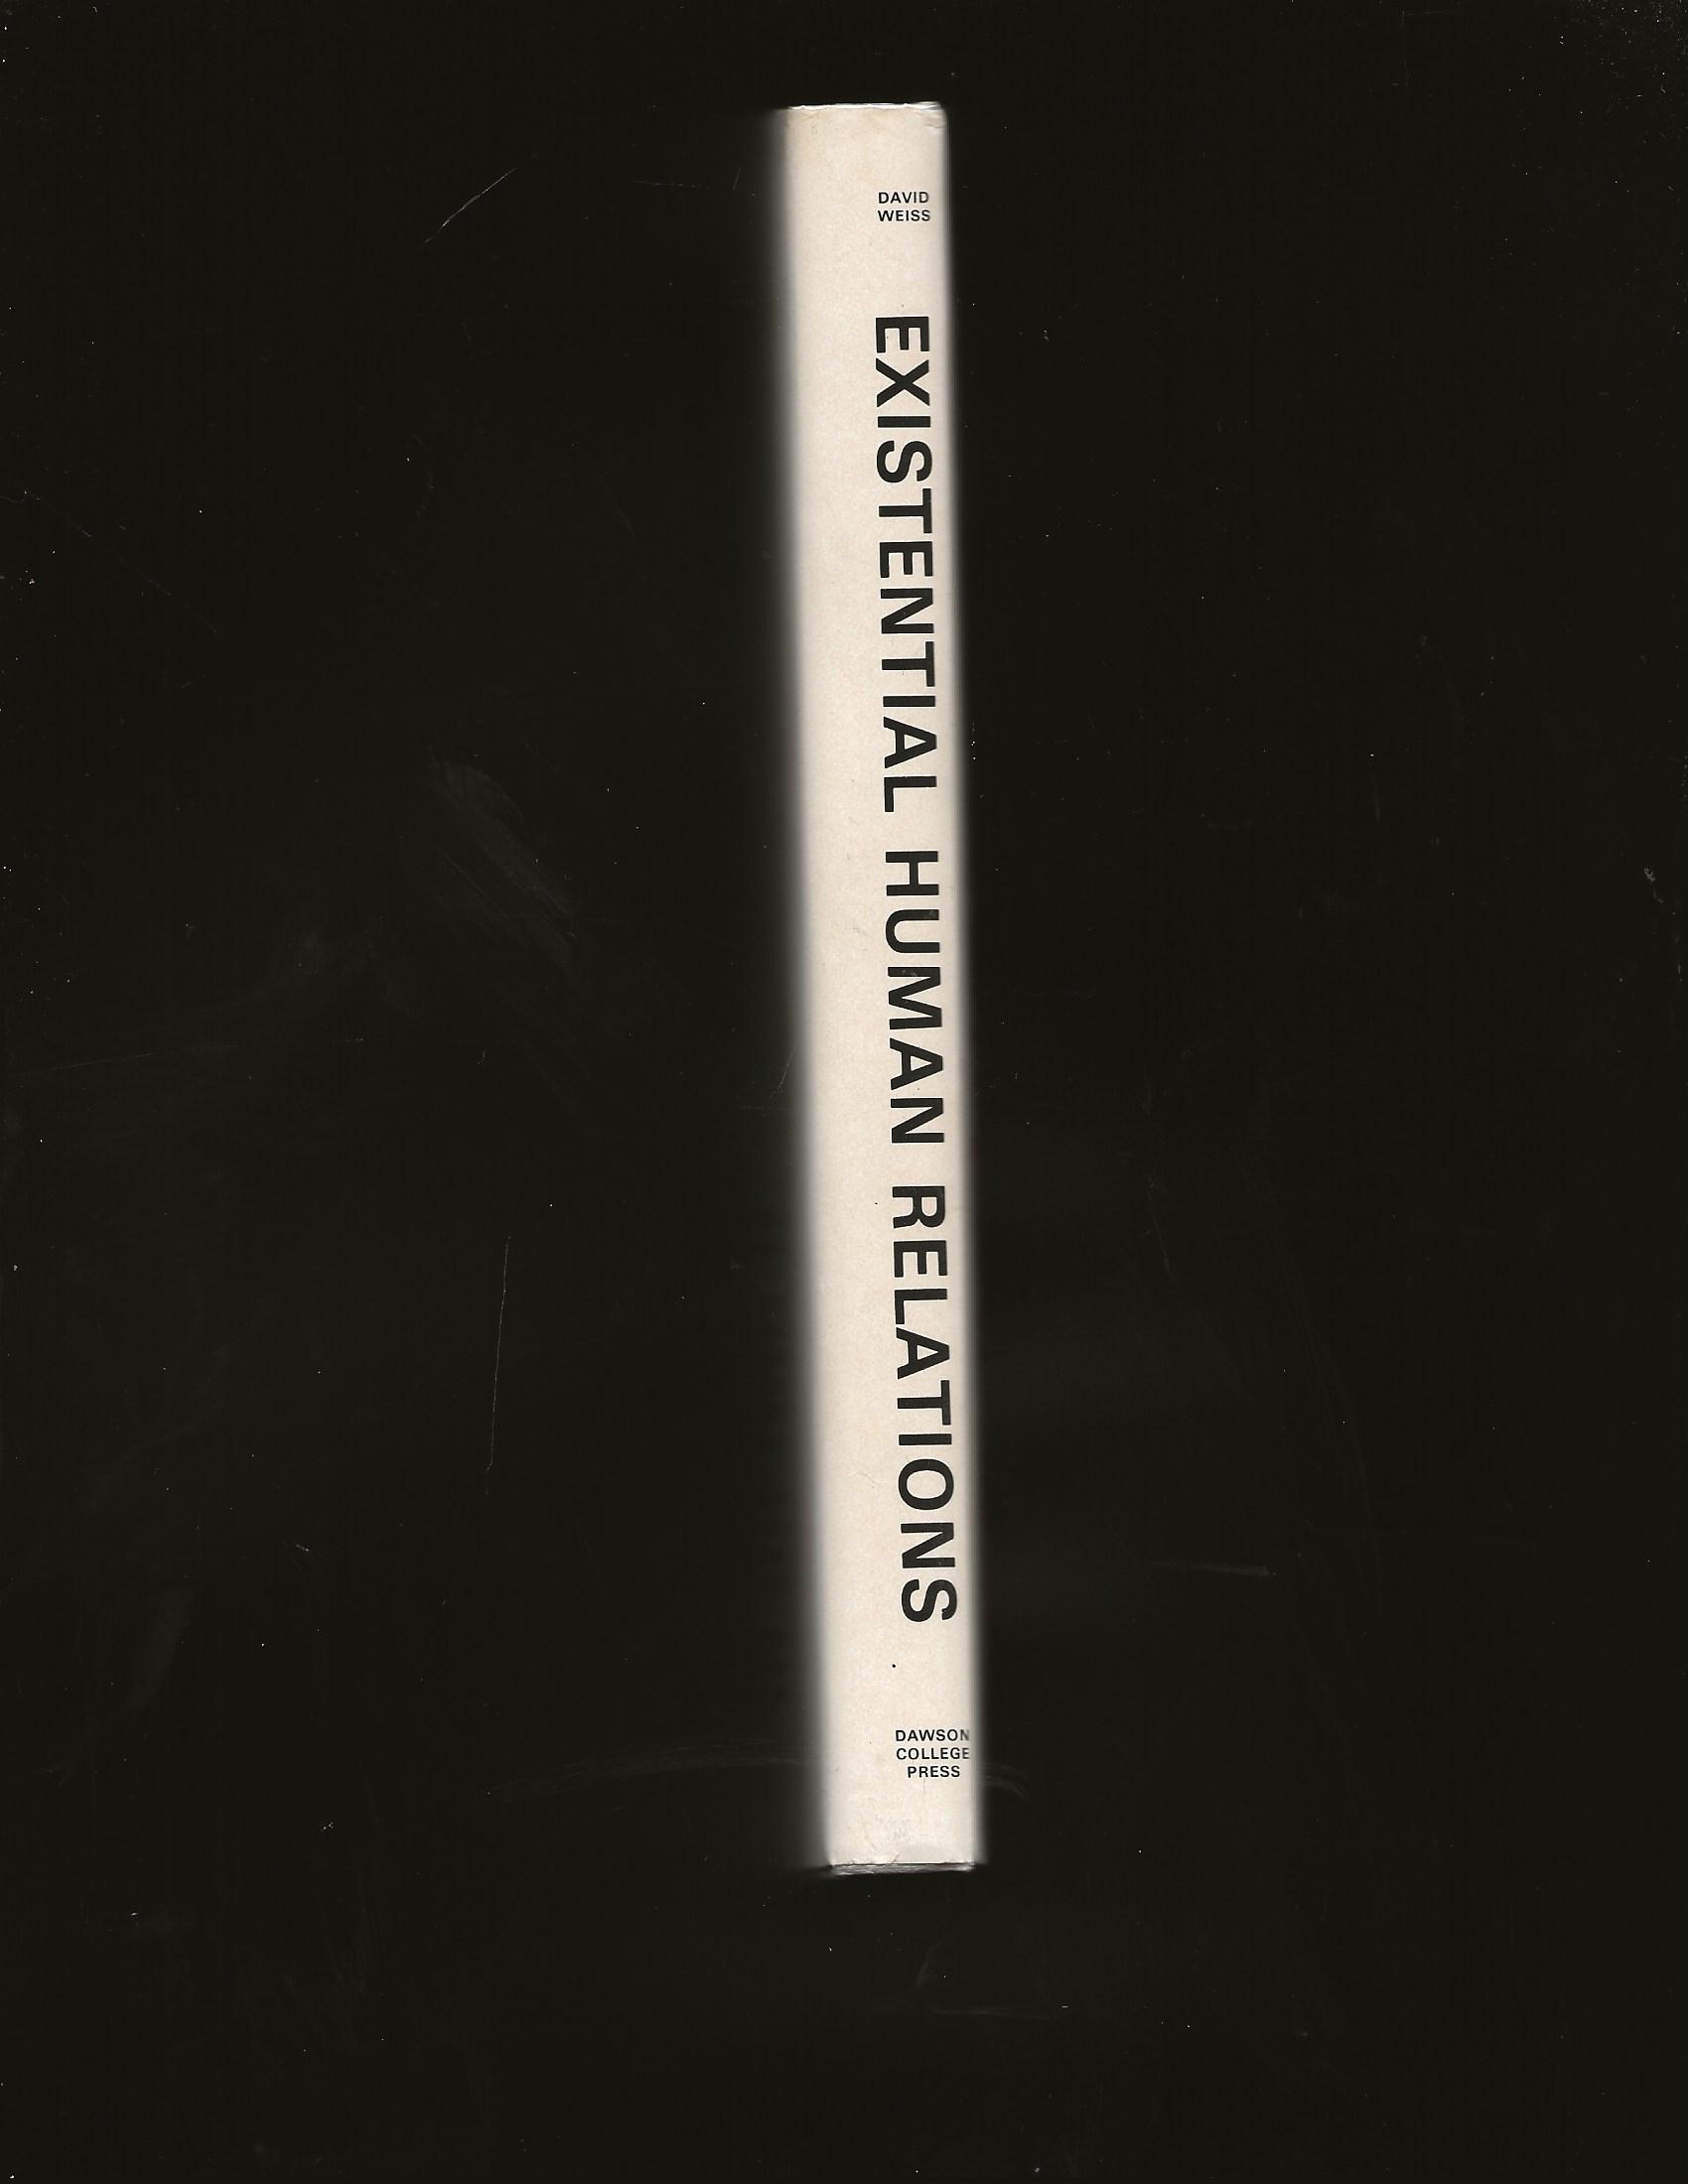 DAVID
WEISS
EXISTENTIAL HUMAN RELATIONS
DAWSON
COLLEGE
PRESS